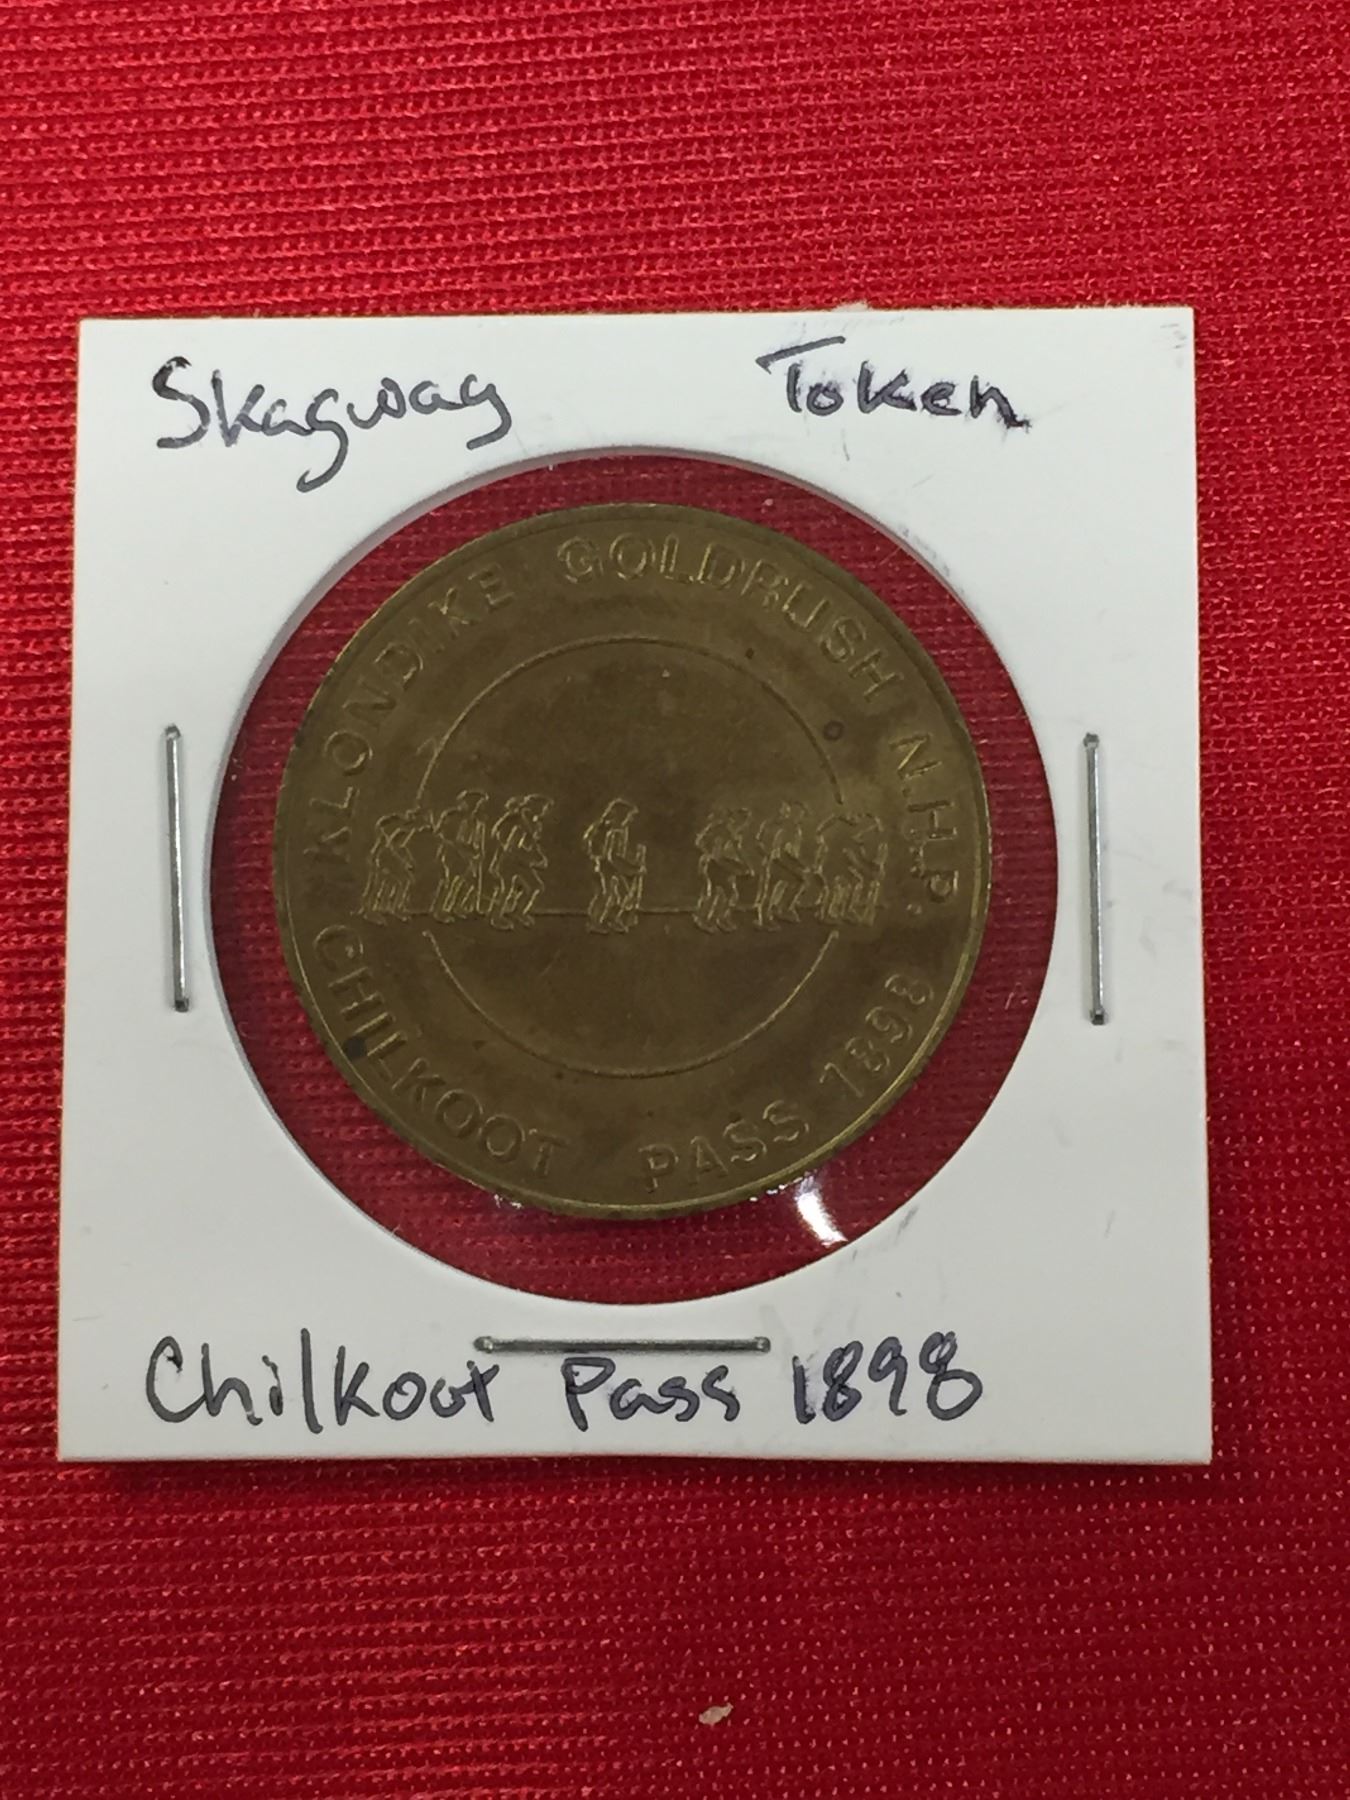 Skagway Token
KLONDIKE GOLDRUSH N.H.P.
CHILKOOT PASS 1898
Chilkoot Pass 1898